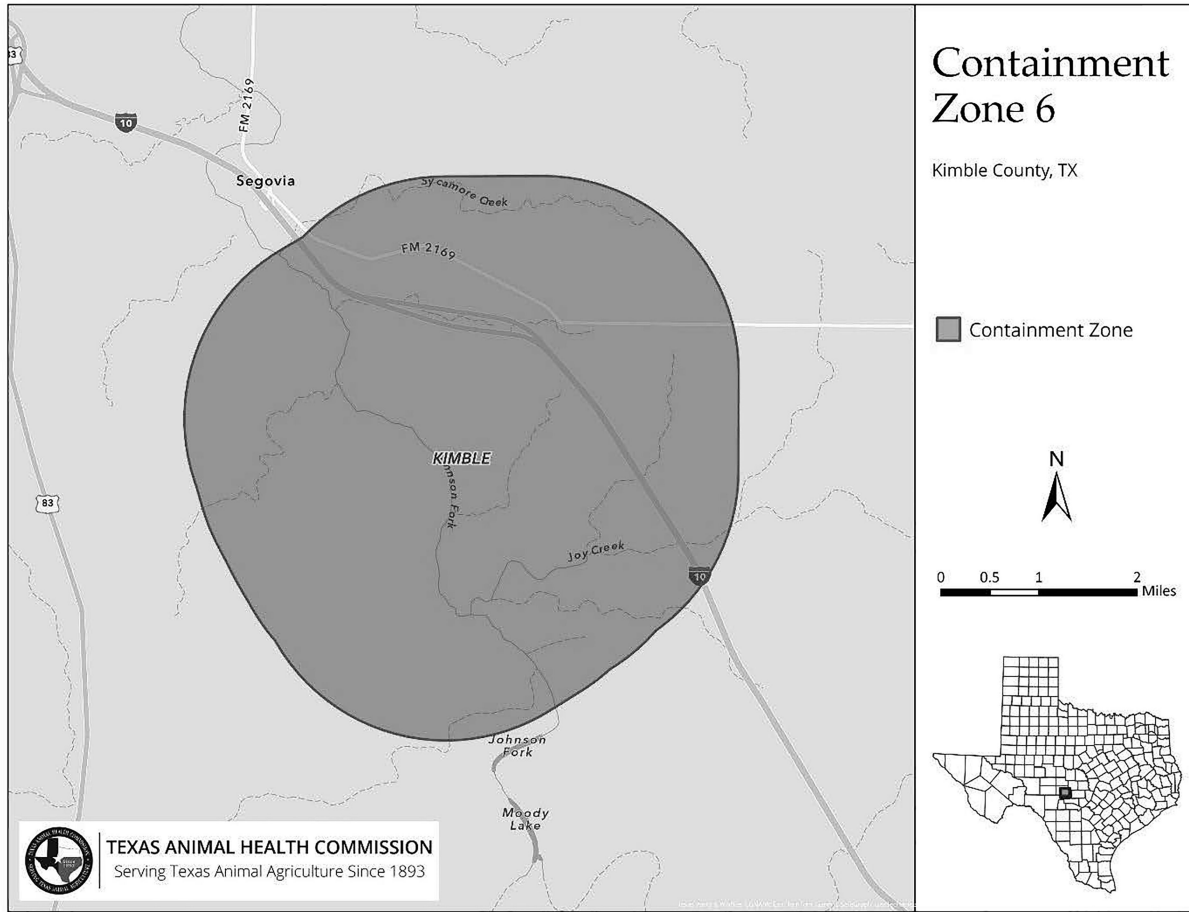 Containment
Zone 6
Kimble County, TX
Containment Zone
N
0 0.5 1 2
Miles
83
10
FM 2169
Segovia
Sycamore Creek
FM 2169
KIMBLE
83
Joy Creek
10
Johnson
Fork
Moody
Lake
TEXAS ANIMAL HEALTH COMMISSION
Serving Texas Animal Agriculture Since 1893